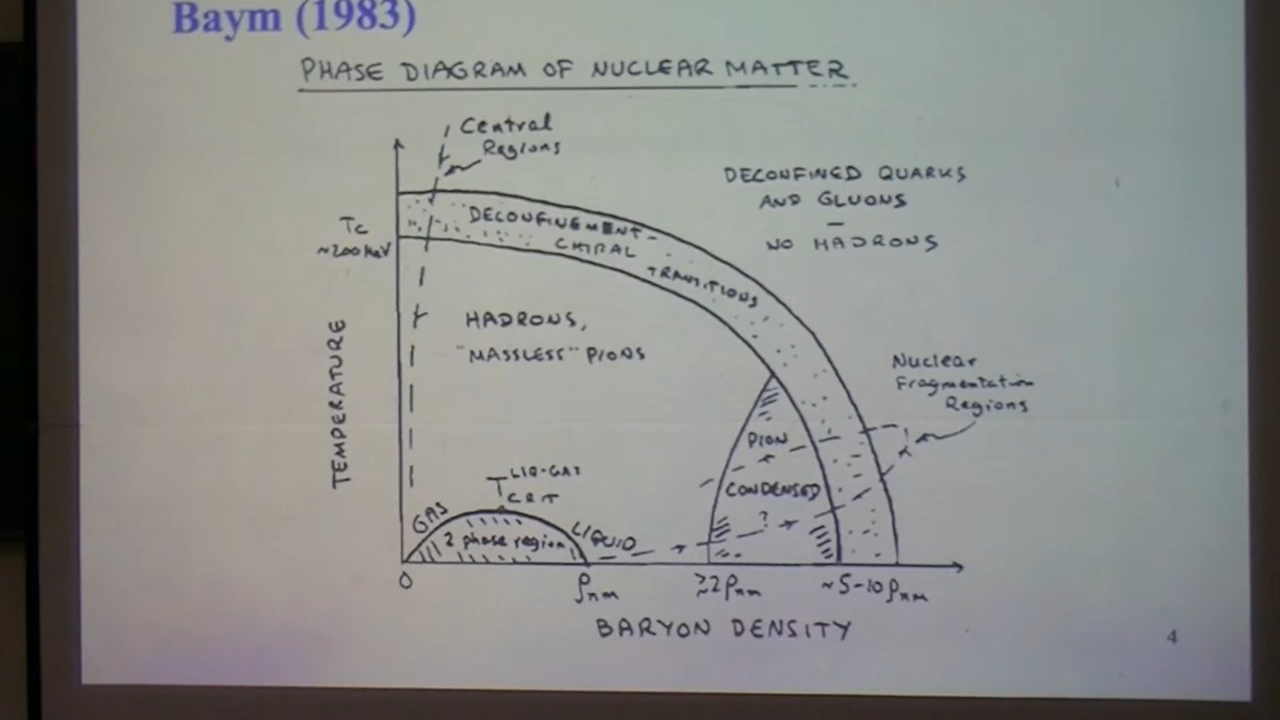 Baym (1983)
PHASE DIAGRAM OF NUCLEAR MATTER
Central
Regions
DECONFINED QUARKS
AND GLUONS
—
NO HADRONS
DECONFINEMENT-
CHIRAL
TRANSITIONS
Tc
~200 MeV
HADRONS,
"MASSLESS" PIONS
TEMPERATURE
Nuclear
Fragmentation
Regions
PION
CONDENSED
?
T LIQ-GAS
CRIT
GAS
2 phase region
LIQUID
0
ρnm
≳2ρnm
~5-10ρnm
BARYON DENSITY
4